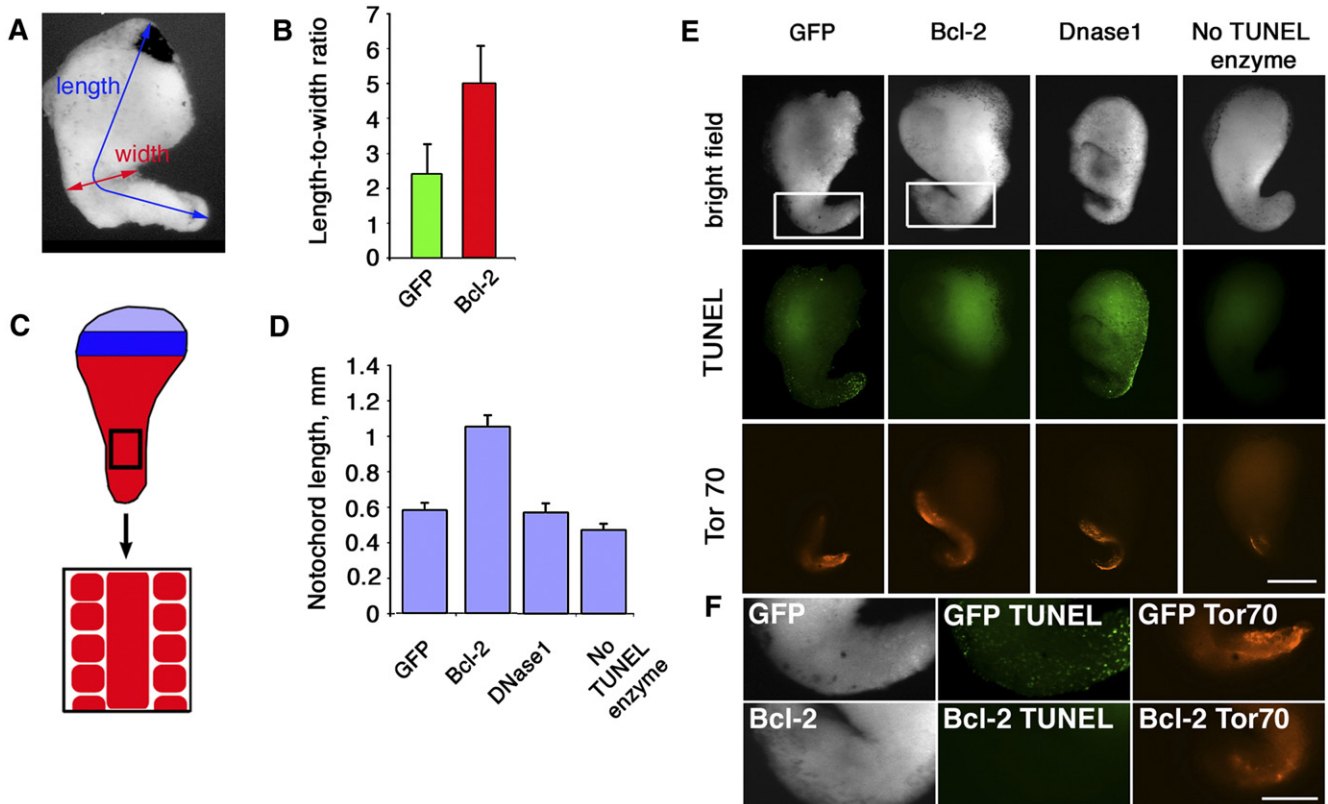 A
length
width
B
Length-to-width ratio
7
6
5
4
3
2
1
0
GFP
Bcl-2
C
D
Notochord length, mm
1.4
1.2
1
0.8
0.6
0.4
0.2
0
GFP
Bcl-2
DNase1
No
TUNEL
enzyme
E
GFP
Bcl-2
Dnase1
No TUNEL
enzyme
bright field
TUNEL
Tor 70
F
GFP
GFP TUNEL
GFP Tor70
Bcl-2
Bcl-2 TUNEL
Bcl-2 Tor70